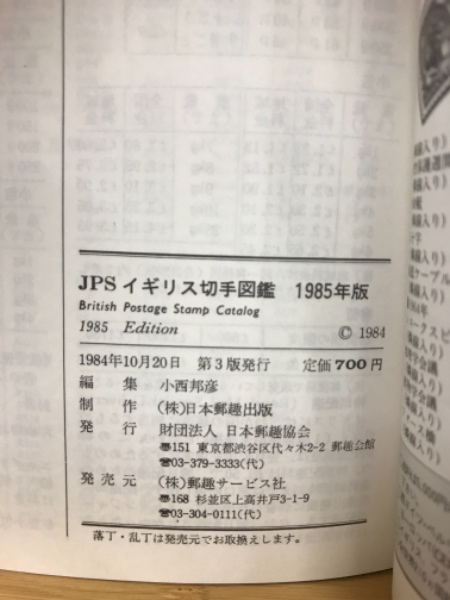 JPS イギリス切手図鑑 1985年版
British Postage Stamp Catalog
1985 Edition © 1984
1984年10月20日 第3版発行 定価700円
編集 小西邦彦
制作 (株)日本郵趣出版
発行 財団法人 日本郵趣協会
〠151 東京都渋谷区代々木2-2 郵趣会館
☎03-379-3333(代)
発売元 (株)郵趣サービス社
〠168 杉並区上高井戸3-1-9
☎03-304-0111(代)
落丁・乱丁は発売元でお取換えします。